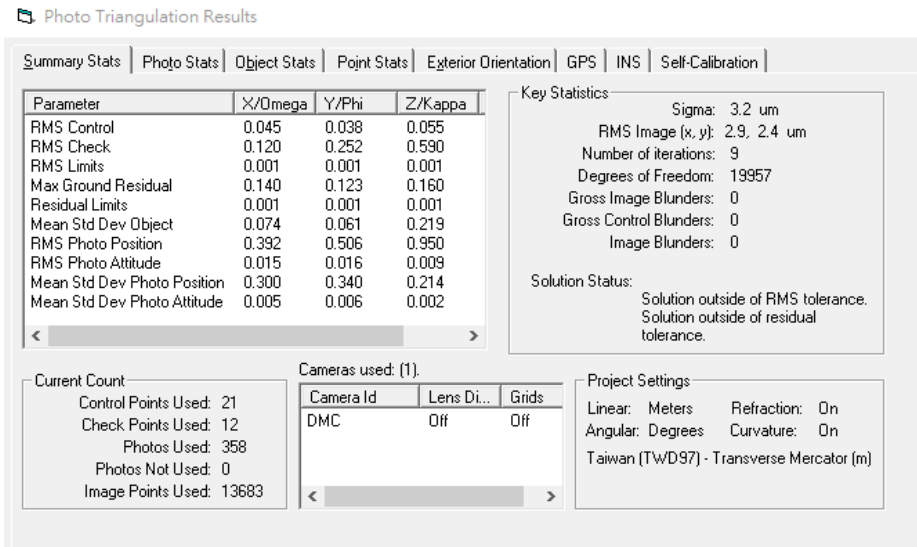 Photo Triangulation Results
Summary Stats Photo Stats Object Stats Point Stats Exterior Orientation GPS INS Self-Calibration
Parameter X/Omega Y/Phi Z/Kappa
RMS Control 0.045 0.038 0.055
RMS Check 0.120 0.252 0.590
RMS Limits 0.001 0.001 0.001
Max Ground Residual 0.140 0.123 0.160
Residual Limits 0.001 0.001 0.001
Mean Std Dev Object 0.074 0.061 0.219
RMS Photo Position 0.392 0.506 0.950
RMS Photo Attitude 0.015 0.016 0.009
Mean Std Dev Photo Position 0.300 0.340 0.214
Mean Std Dev Photo Attitude 0.005 0.006 0.002
Key Statistics
Sigma: 3.2 um
RMS Image (x, y): 2.9, 2.4 um
Number of iterations: 9
Degrees of Freedom: 19957
Gross Image Blunders: 0
Gross Control Blunders: 0
Image Blunders: 0
Solution Status:
Solution outside of RMS tolerance.
Solution outside of residual
tolerance.
Current Count
Control Points Used: 21
Check Points Used: 12
Photos Used: 358
Photos Not Used: 0
Image Points Used: 13683
Cameras used: (1).
Camera Id Lens Di... Grids
DMC Off Off
Project Settings
Linear: Meters Refraction: On
Angular: Degrees Curvature: On
Taiwan (TWD97) - Transverse Mercator (m)